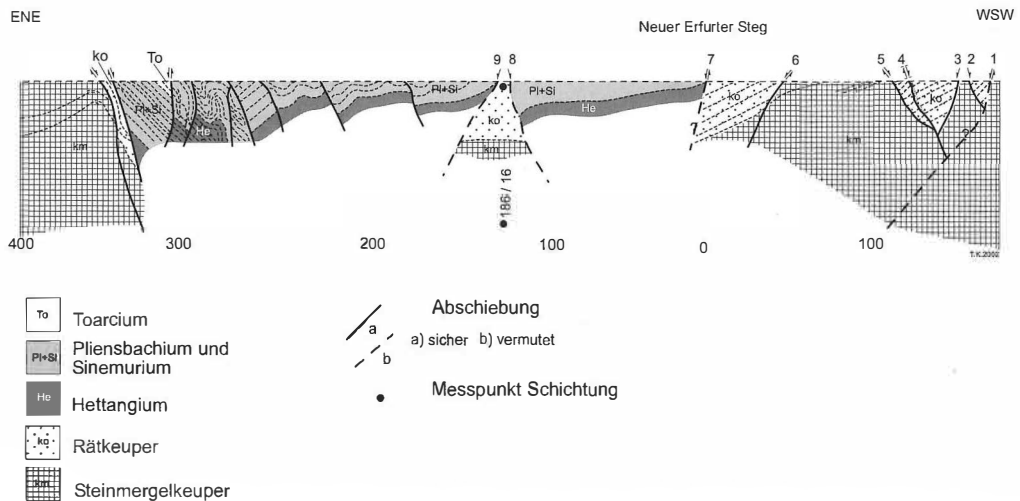 ENE
WSW
Neuer Erfurter Steg
ko
To
9
8
7
6
5
4
3
2
1
Pl+Si
He
km
Pl+Si
ko
km
Pl+Si
He
ko
km
ko
?
186 / 16
400
300
200
100
0
100
T.K.2002
To
Toarcium
Pl+Si
Pliensbachium und
Sinemurium
He
Hettangium
ko
Rätkeuper
km
Steinmergelkeuper
a
b
Abschiebung
a) sicher b) vermutet
Messpunkt Schichtung